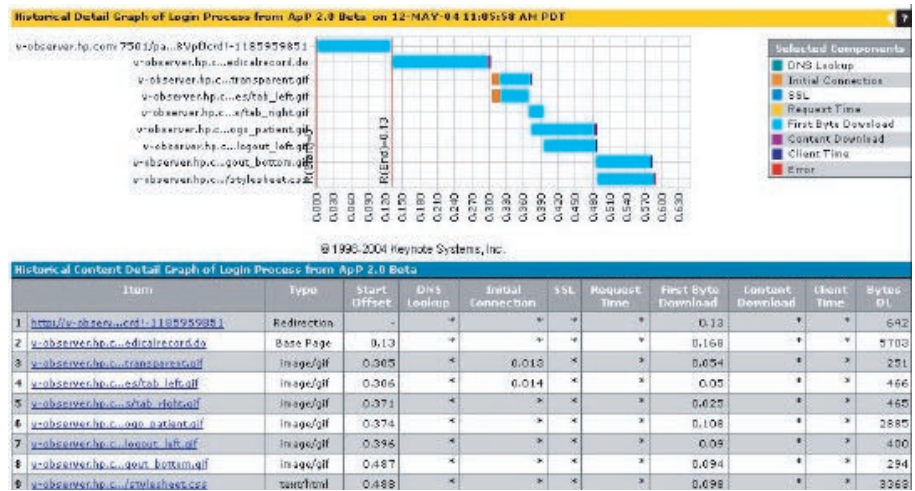 Historical Detail Graph of Login Process from ApP 2.0 Beta on 12-MAY-04 11:05:58 AM PDT
?
v-observer.hp.com:7501/pa...8VpDcrd!-1185959851
v-observer.hp.c...edicalrecord.do
v-observer.hp.c...transparent.gif
v-observer.hp.c...es/tab_left.gif
v-observer.hp.c...s/tab_right.gif
v-observer.hp.c...ogo_patient.gif
v-observer.hp.c...logout_left.gif
v-observer.hp.c...gout_bottom.gif
v-observer.hp.c.../stylesheet.css
R(End)=0.13
0.000 0.030 0.060 0.090 0.120 0.150 0.180 0.210 0.240 0.270 0.300 0.330 0.360 0.390 0.420 0.450 0.480 0.510 0.540 0.570 0.600 0.630
Selected Components
DNS Lookup
Initial Connection
SSL
Request Time
First Byte Download
Content Download
Client Time
Error
© 1996-2004 Keynote Systems, Inc.
Historical Content Detail Graph of Login Process from ApP 2.0 Beta
Item Type Start Offset DNS Lookup Initial Connection SSL Request Time First Byte Download Content Download Client Time Bytes DL
1 http://v-observ...crd!-1185959851 Redirection - * * * * 0.13 * * 642
2 v-observer.hp.c...edicalrecord.do Base Page 0.13 * * * * 0.168 * * 5703
3 v-observer.hp.c...transparent.gif image/gif 0.305 * 0.013 * * 0.054 * * 251
4 v-observer.hp.c...es/tab_left.gif image/gif 0.306 * 0.014 * * 0.05 * * 466
5 v-observer.hp.c...s/tab_right.gif image/gif 0.371 * * * * 0.025 * * 465
6 v-observer.hp.c...ogo_patient.gif image/gif 0.374 * * * * 0.108 * * 2885
7 v-observer.hp.c...logout_left.gif image/gif 0.396 * * * * 0.09 * * 400
8 v-observer.hp.c...gout_bottom.gif image/gif 0.487 * * * * 0.094 * * 294
9 v-observer.hp.c.../stylesheet.css text/html 0.488 * * * * 0.098 * * 3363